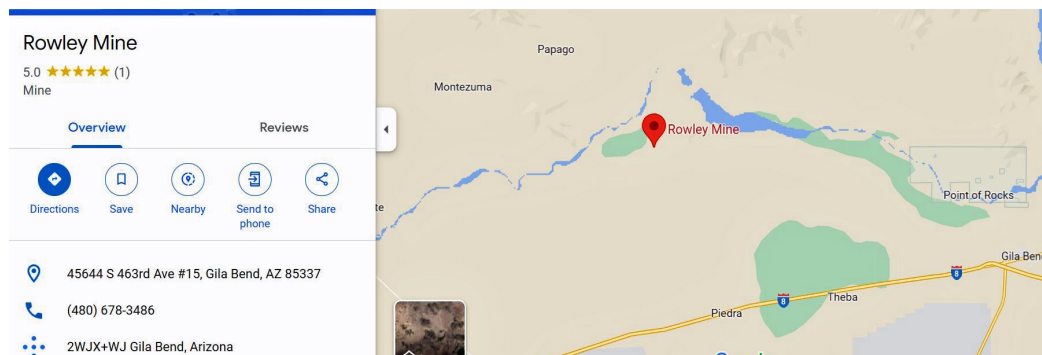 Rowley Mine
5.0 ★★★★★ (1)
Mine
Overview
Reviews
Directions
Save
Nearby
Send to
phone
Share
45644 S 463rd Ave #15, Gila Bend, AZ 85337
(480) 678-3486
2WJX+WJ Gila Bend, Arizona
Papago
Montezuma
Rowley Mine
Point of Rocks
Gila Ben
8
8
Theba
Piedra
te